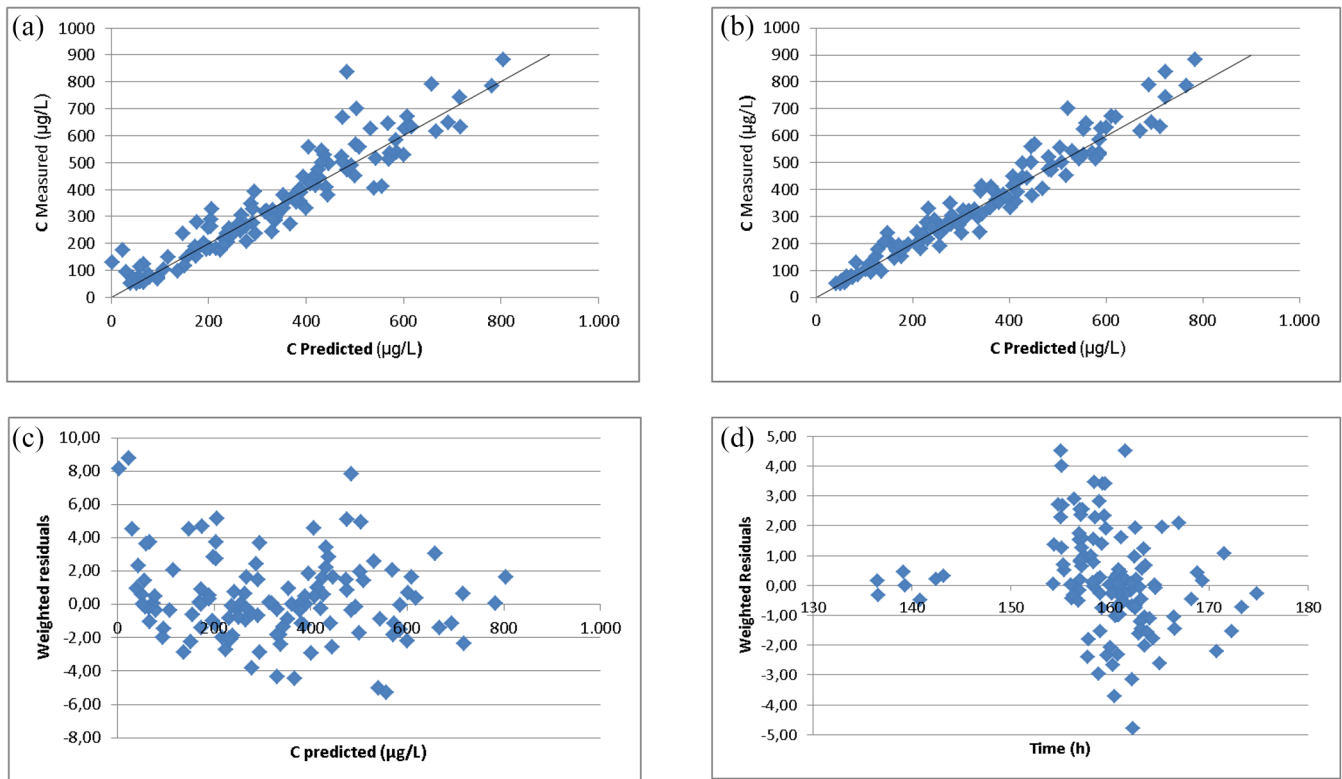 (a)
1000
900
800
700
600
500
400
300
200
100
0
C Measured (µg/L)
0 200 400 600 800 1.000
C Predicted (µg/L)
(b)
1000
900
800
700
600
500
400
300
200
100
0
C Measured (µg/L)
0 200 400 600 800 1.000
C Predicted (µg/L)
(c)
10,00
8,00
6,00
4,00
2,00
0,00
-2,00
-4,00
-6,00
-8,00
Weighted residuals
0 200 400 600 800 1.000
C predicted (µg/L)
(d)
5,00
4,00
3,00
2,00
1,00
0,00
-1,00
-2,00
-3,00
-4,00
-5,00
Weighted Residuals
130 140 150 160 170 180
Time (h)